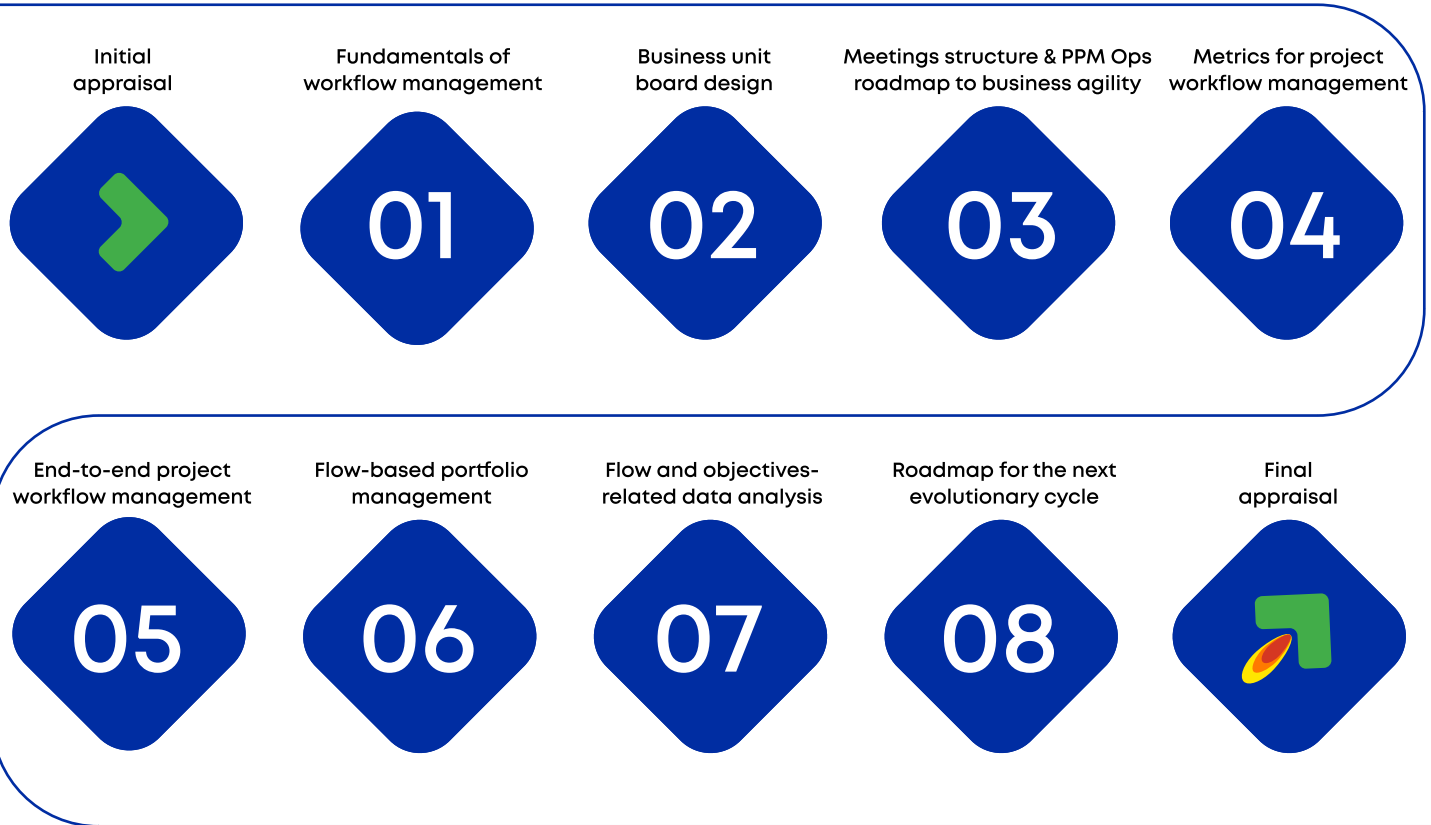 Initial
appraisal
Fundamentals of
workflow management
Business unit
board design
Meetings structure & PPM Ops
roadmap to business agility
Metrics for project
workflow management
01
02
03
04
End-to-end project
workflow management
Flow-based portfolio
management
Flow and objectives-
related data analysis
Roadmap for the next
evolutionary cycle
Final
appraisal
05
06
07
08